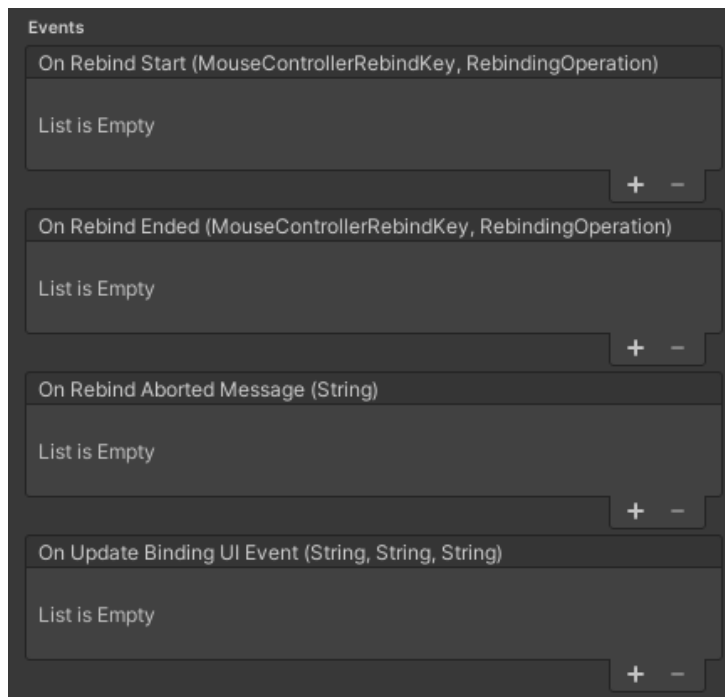 Events
On Rebind Start (MouseControllerRebindKey, RebindingOperation)
List is Empty
+ −
On Rebind Ended (MouseControllerRebindKey, RebindingOperation)
List is Empty
+ −
On Rebind Aborted Message (String)
List is Empty
+ −
On Update Binding UI Event (String, String, String)
List is Empty
+ −